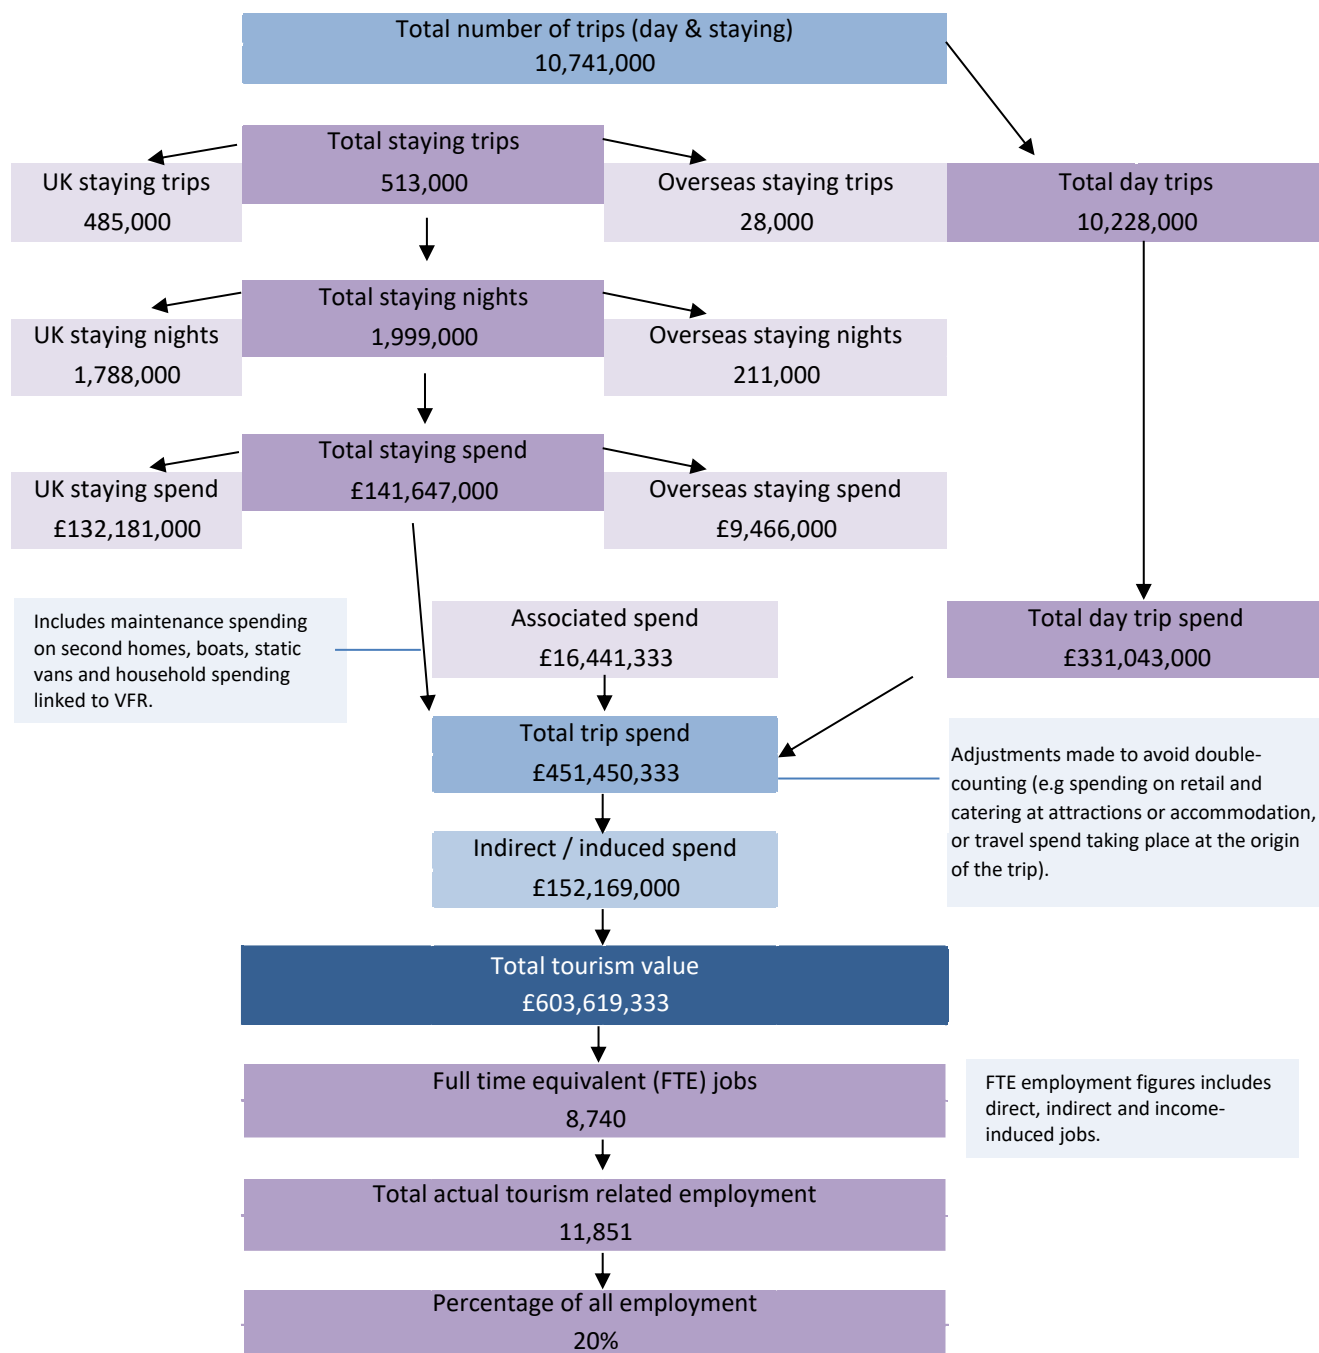 Total number of trips (day & staying)
10,741,000
Total staying trips
513,000
UK staying trips
485,000
Overseas staying trips
28,000
Total day trips
10,228,000
Total staying nights
1,999,000
UK staying nights
1,788,000
Overseas staying nights
211,000
Total staying spend
£141,647,000
UK staying spend
£132,181,000
Overseas staying spend
£9,466,000
Includes maintenance spending
on second homes, boats, static
vans and household spending
linked to VFR.
Associated spend
£16,441,333
Total day trip spend
£331,043,000
Total trip spend
£451,450,333
Adjustments made to avoid double-
counting (e.g spending on retail and
catering at attractions or accommodation,
or travel spend taking place at the origin
of the trip).
Indirect / induced spend
£152,169,000
Total tourism value
£603,619,333
Full time equivalent (FTE) jobs
8,740
FTE employment figures includes
direct, indirect and income-
induced jobs.
Total actual tourism related employment
11,851
Percentage of all employment
20%